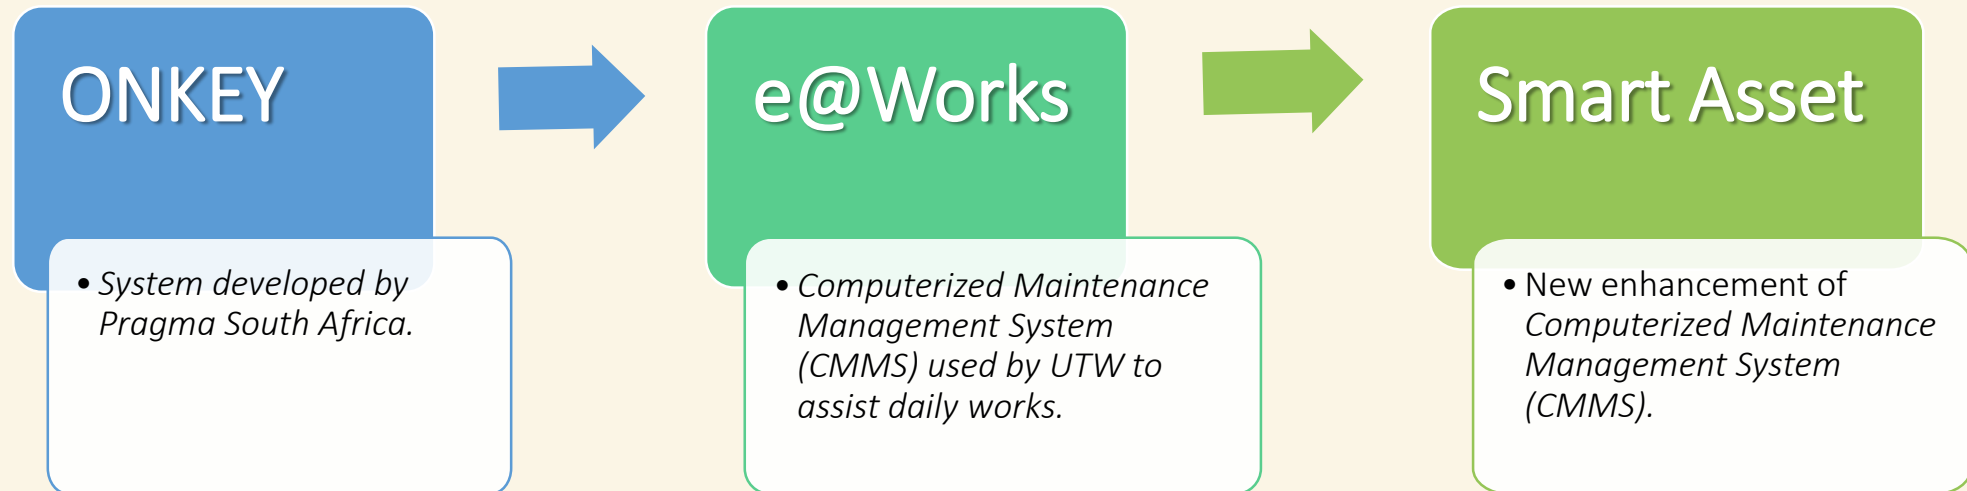 ONKEY
• System developed by
Pragma South Africa.
e@Works
• Computerized Maintenance
Management System
(CMMS) used by UTW to
assist daily works.
Smart Asset
• New enhancement of
Computerized Maintenance
Management System
(CMMS).